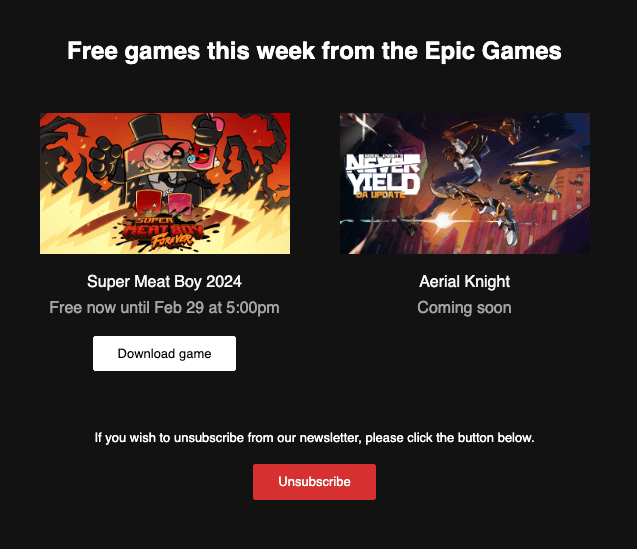 Free games this week from the Epic Games
SUPER
MEAT BOY
FOREVER
AERIAL_KNIGHT'S
NEVER
YIELD
DA UPDATE
Super Meat Boy 2024
Free now until Feb 29 at 5:00pm
Download game
Aerial Knight
Coming soon
If you wish to unsubscribe from our newsletter, please click the button below.
Unsubscribe